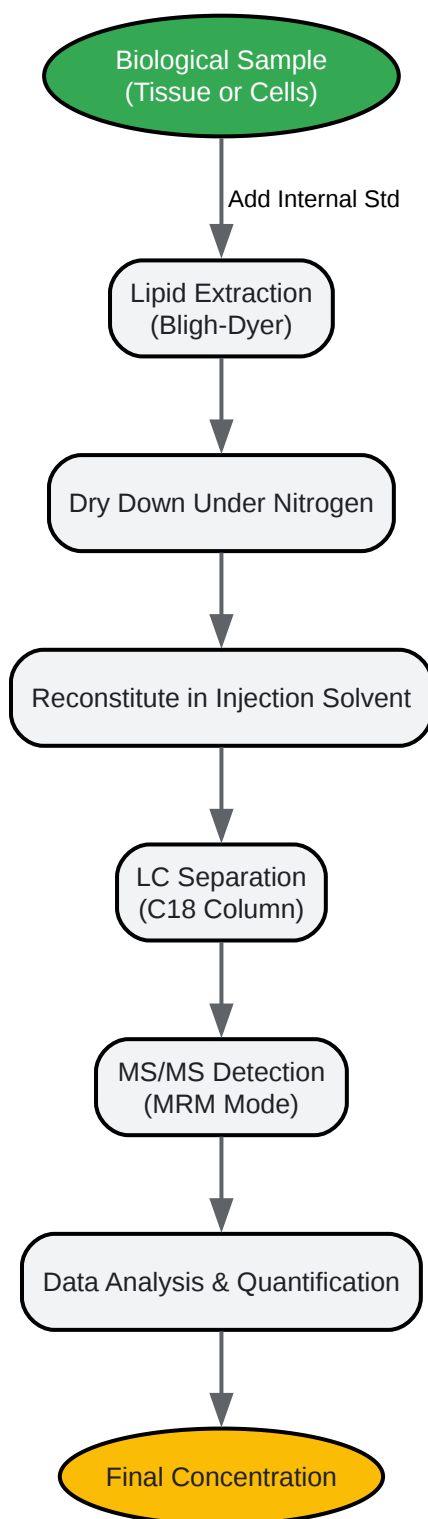 Biological Sample
(Tissue or Cells)
Add Internal Std
Lipid Extraction
(Bligh-Dyer)
Dry Down Under Nitrogen
Reconstitute in Injection Solvent
LC Separation
(C18 Column)
MS/MS Detection
(MRM Mode)
Data Analysis & Quantification
Final Concentration